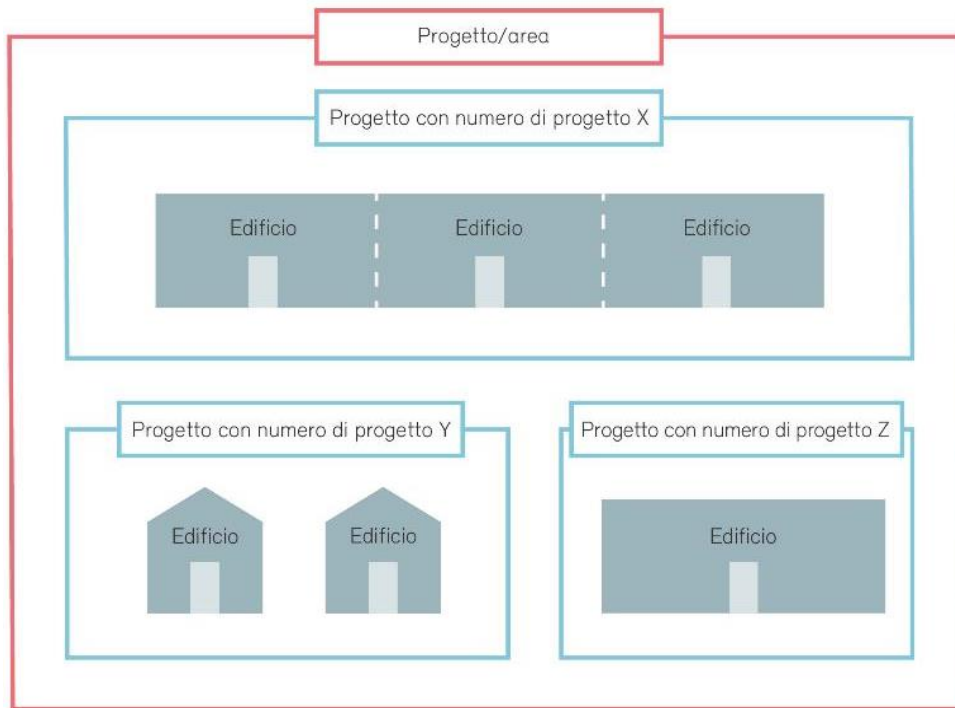 Progetto/area
Progetto con numero di progetto X
Edificio Edificio Edificio
Progetto con numero di progetto Y
Progetto con numero di progetto Z
Edificio Edificio
Edificio